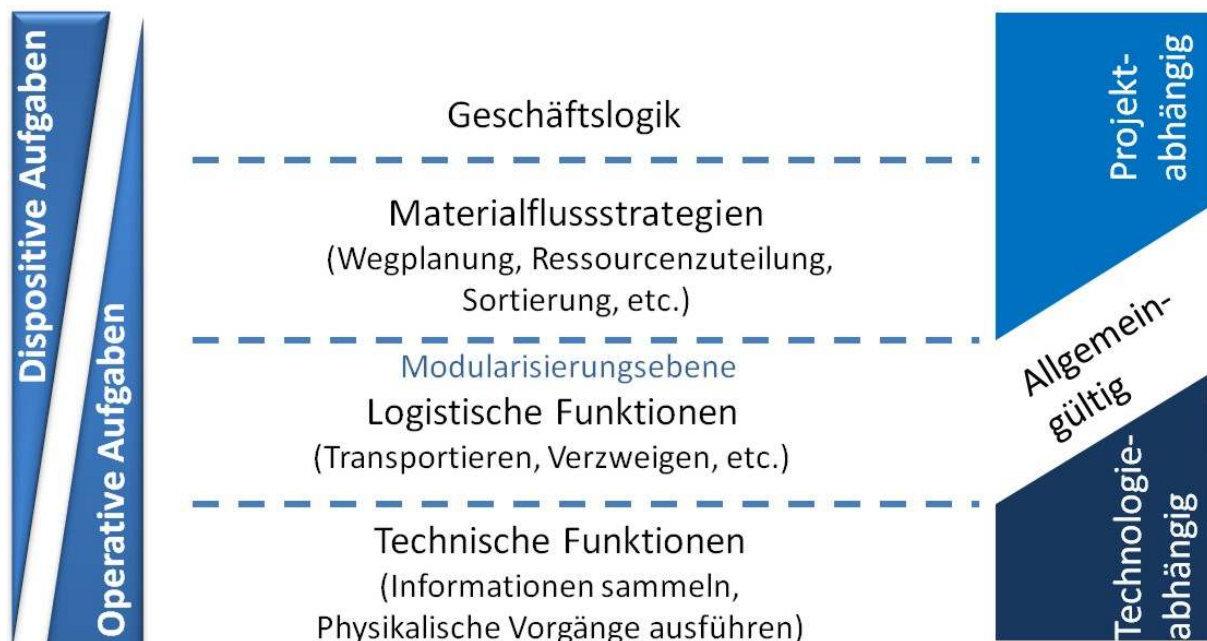 Dispositive Aufgaben
Operative Aufgaben
Geschäftslogik
Materialflussstrategien
(Wegplanung, Ressourcenzuteilung,
Sortierung, etc.)
Modularisierungsebene
Logistische Funktionen
(Transportieren, Verzweigen, etc.)
Technische Funktionen
(Informationen sammeln,
Physikalische Vorgänge ausführen)
Projekt-
abhängig
Allgemein-
gültig
Technologie-
abhängig